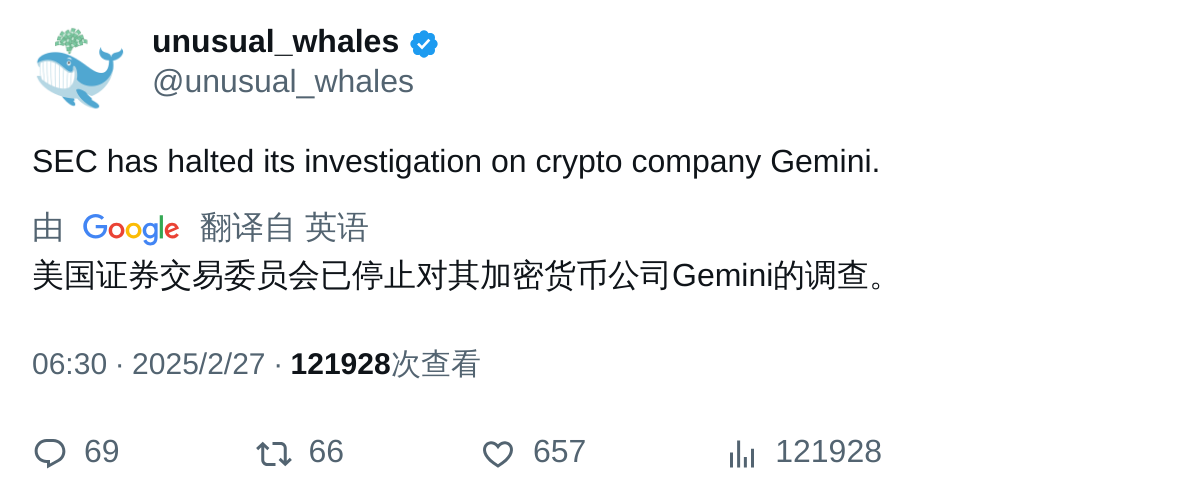 unusual_whales
@unusual_whales
SEC has halted its investigation on crypto company Gemini.
由 Google 翻译自 英语
美国证券交易委员会已停止对其加密货币公司Gemini的调查。
06:30 · 2025/2/27 · 121928次查看
69 66 657 121928